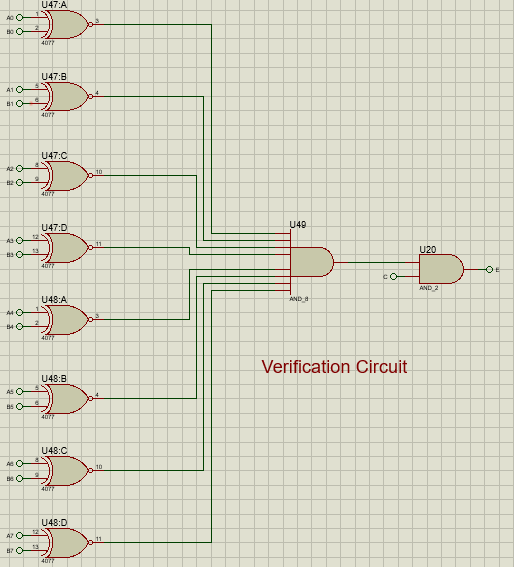 U47:A
A0 1 3
B0 2
4077
U47:B
A1 5 4
B1 6
4077
U47:C
A2 8 10
B2 9
4077
U47:D
A3 12 11
B3 13
4077
U49
AND_8
U20
C E
AND_2
U48:A
A4 1 3
B4 2
4077
Verification Circuit
U48:B
A5 5 4
B5 6
4077
U48:C
A6 8 10
B6 9
4077
U48:D
A7 12 11
B7 13
4077